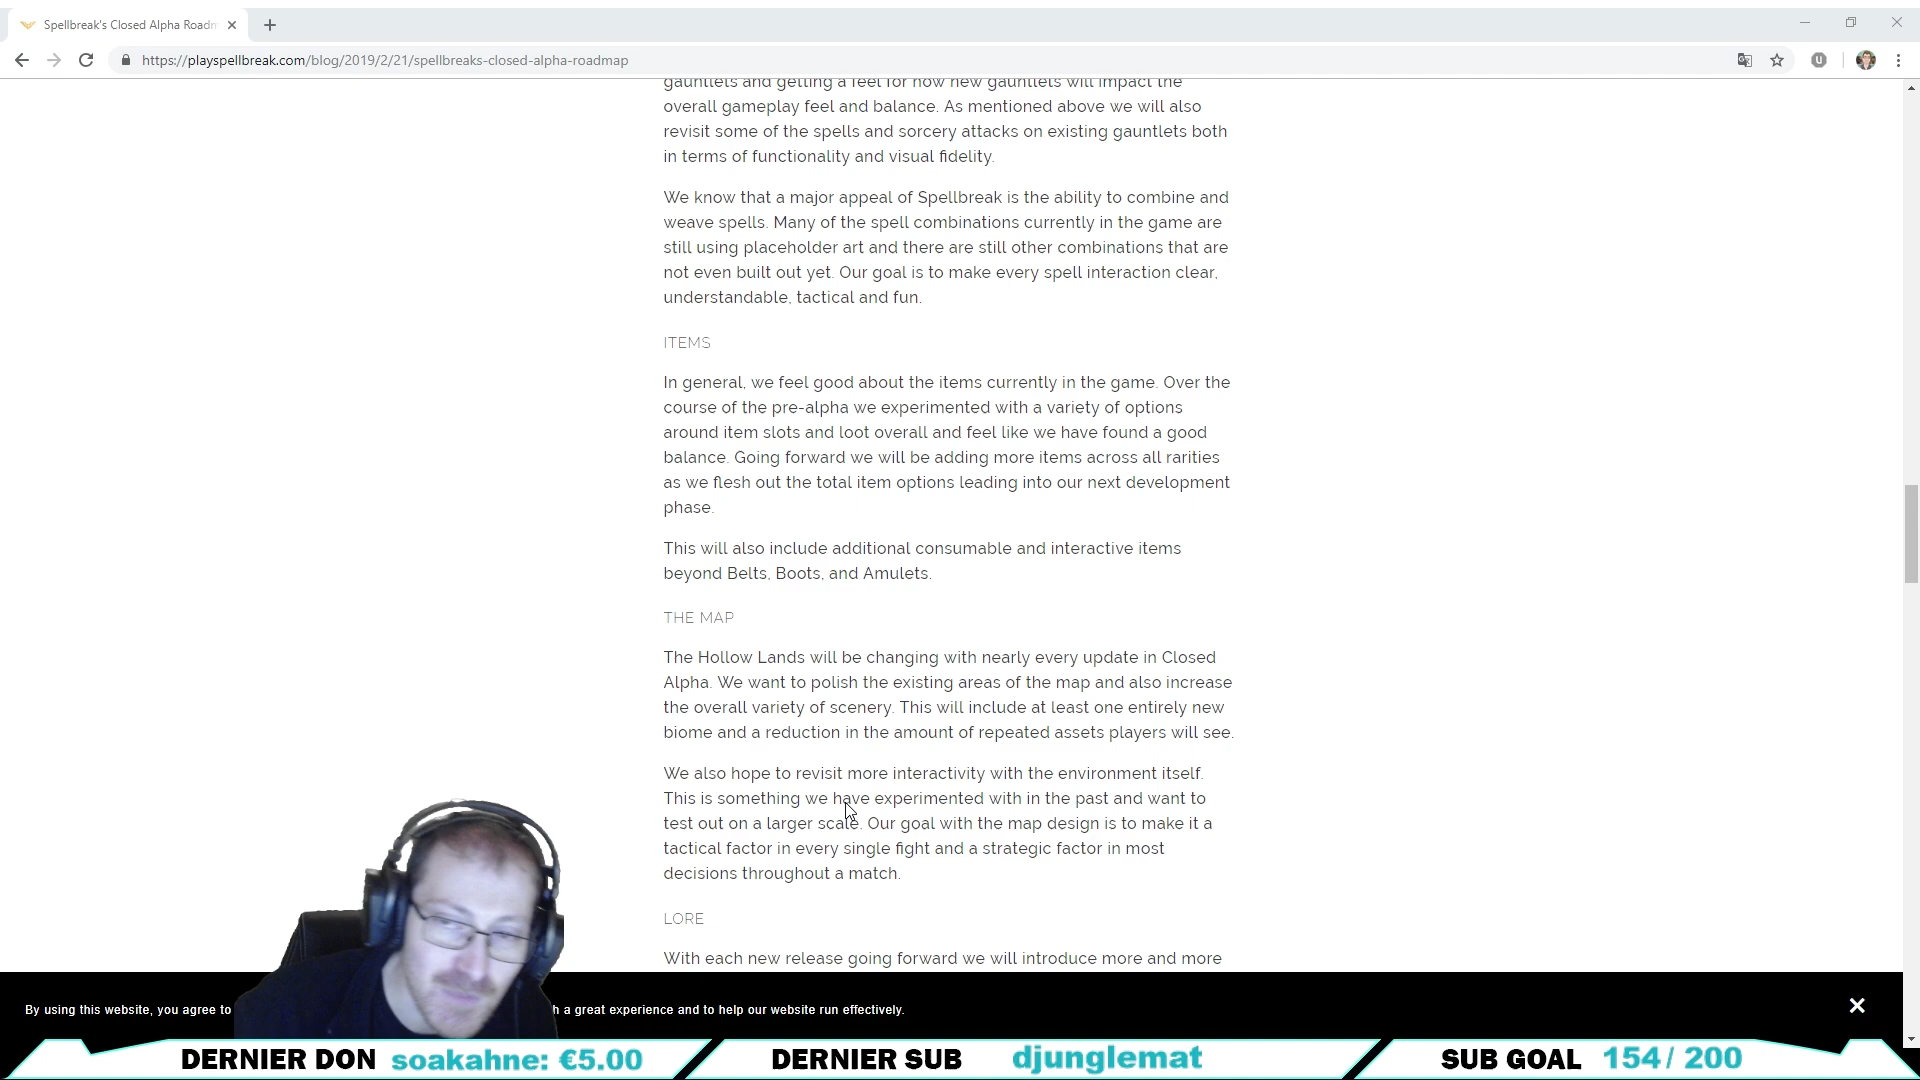 Spellbreak's Closed Alpha Roadm
https://playspellbreak.com/blog/2019/2/21/spellbreaks-closed-alpha-roadmap
gauntlets and getting a feel for how new gauntlets will impact the
overall gameplay feel and balance. As mentioned above we will also
revisit some of the spells and sorcery attacks on existing gauntlets both
in terms of functionality and visual fidelity.
We know that a major appeal of Spellbreak is the ability to combine and
weave spells. Many of the spell combinations currently in the game are
still using placeholder art and there are still other combinations that are
not even built out yet. Our goal is to make every spell interaction clear,
understandable, tactical and fun.
ITEMS
In general, we feel good about the items currently in the game. Over the
course of the pre-alpha we experimented with a variety of options
around item slots and loot overall and feel like we have found a good
balance. Going forward we will be adding more items across all rarities
as we flesh out the total item options leading into our next development
phase.
This will also include additional consumable and interactive items
beyond Belts, Boots, and Amulets.
THE MAP
The Hollow Lands will be changing with nearly every update in Closed
Alpha. We want to polish the existing areas of the map and also increase
the overall variety of scenery. This will include at least one entirely new
biome and a reduction in the amount of repeated assets players will see.
We also hope to revisit more interactivity with the environment itself.
This is something we have experimented with in the past and want to
test out on a larger scale. Our goal with the map design is to make it a
tactical factor in every single fight and a strategic factor in most
decisions throughout a match.
LORE
With each new release going forward we will introduce more and more
By using this website, you agree to h a great experience and to help our website run effectively.
DERNIER DON soakahne: €5.00 DERNIER SUB djunglemat SUB GOAL 154 / 200